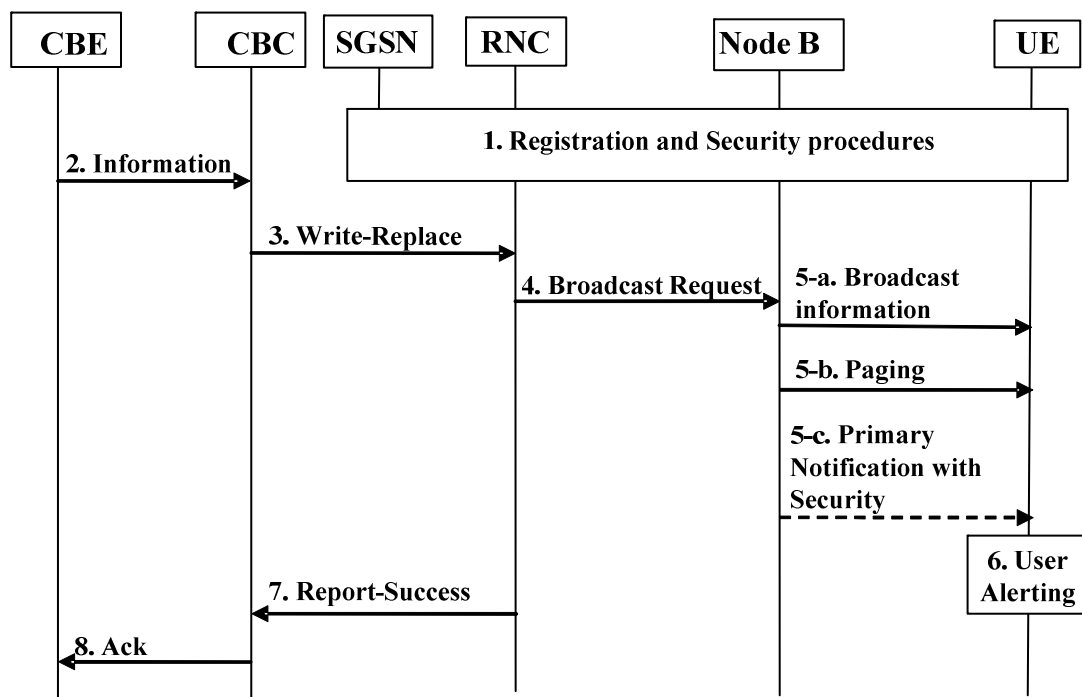 CBE
CBC
SGSN
RNC
Node B
UE
1. Registration and Security procedures
2. Information
3. Write-Replace
4. Broadcast Request
5-a. Broadcast
information
5-b. Paging
5-c. Primary
Notification with
Security
6. User
Alerting
7. Report-Success
8. Ack